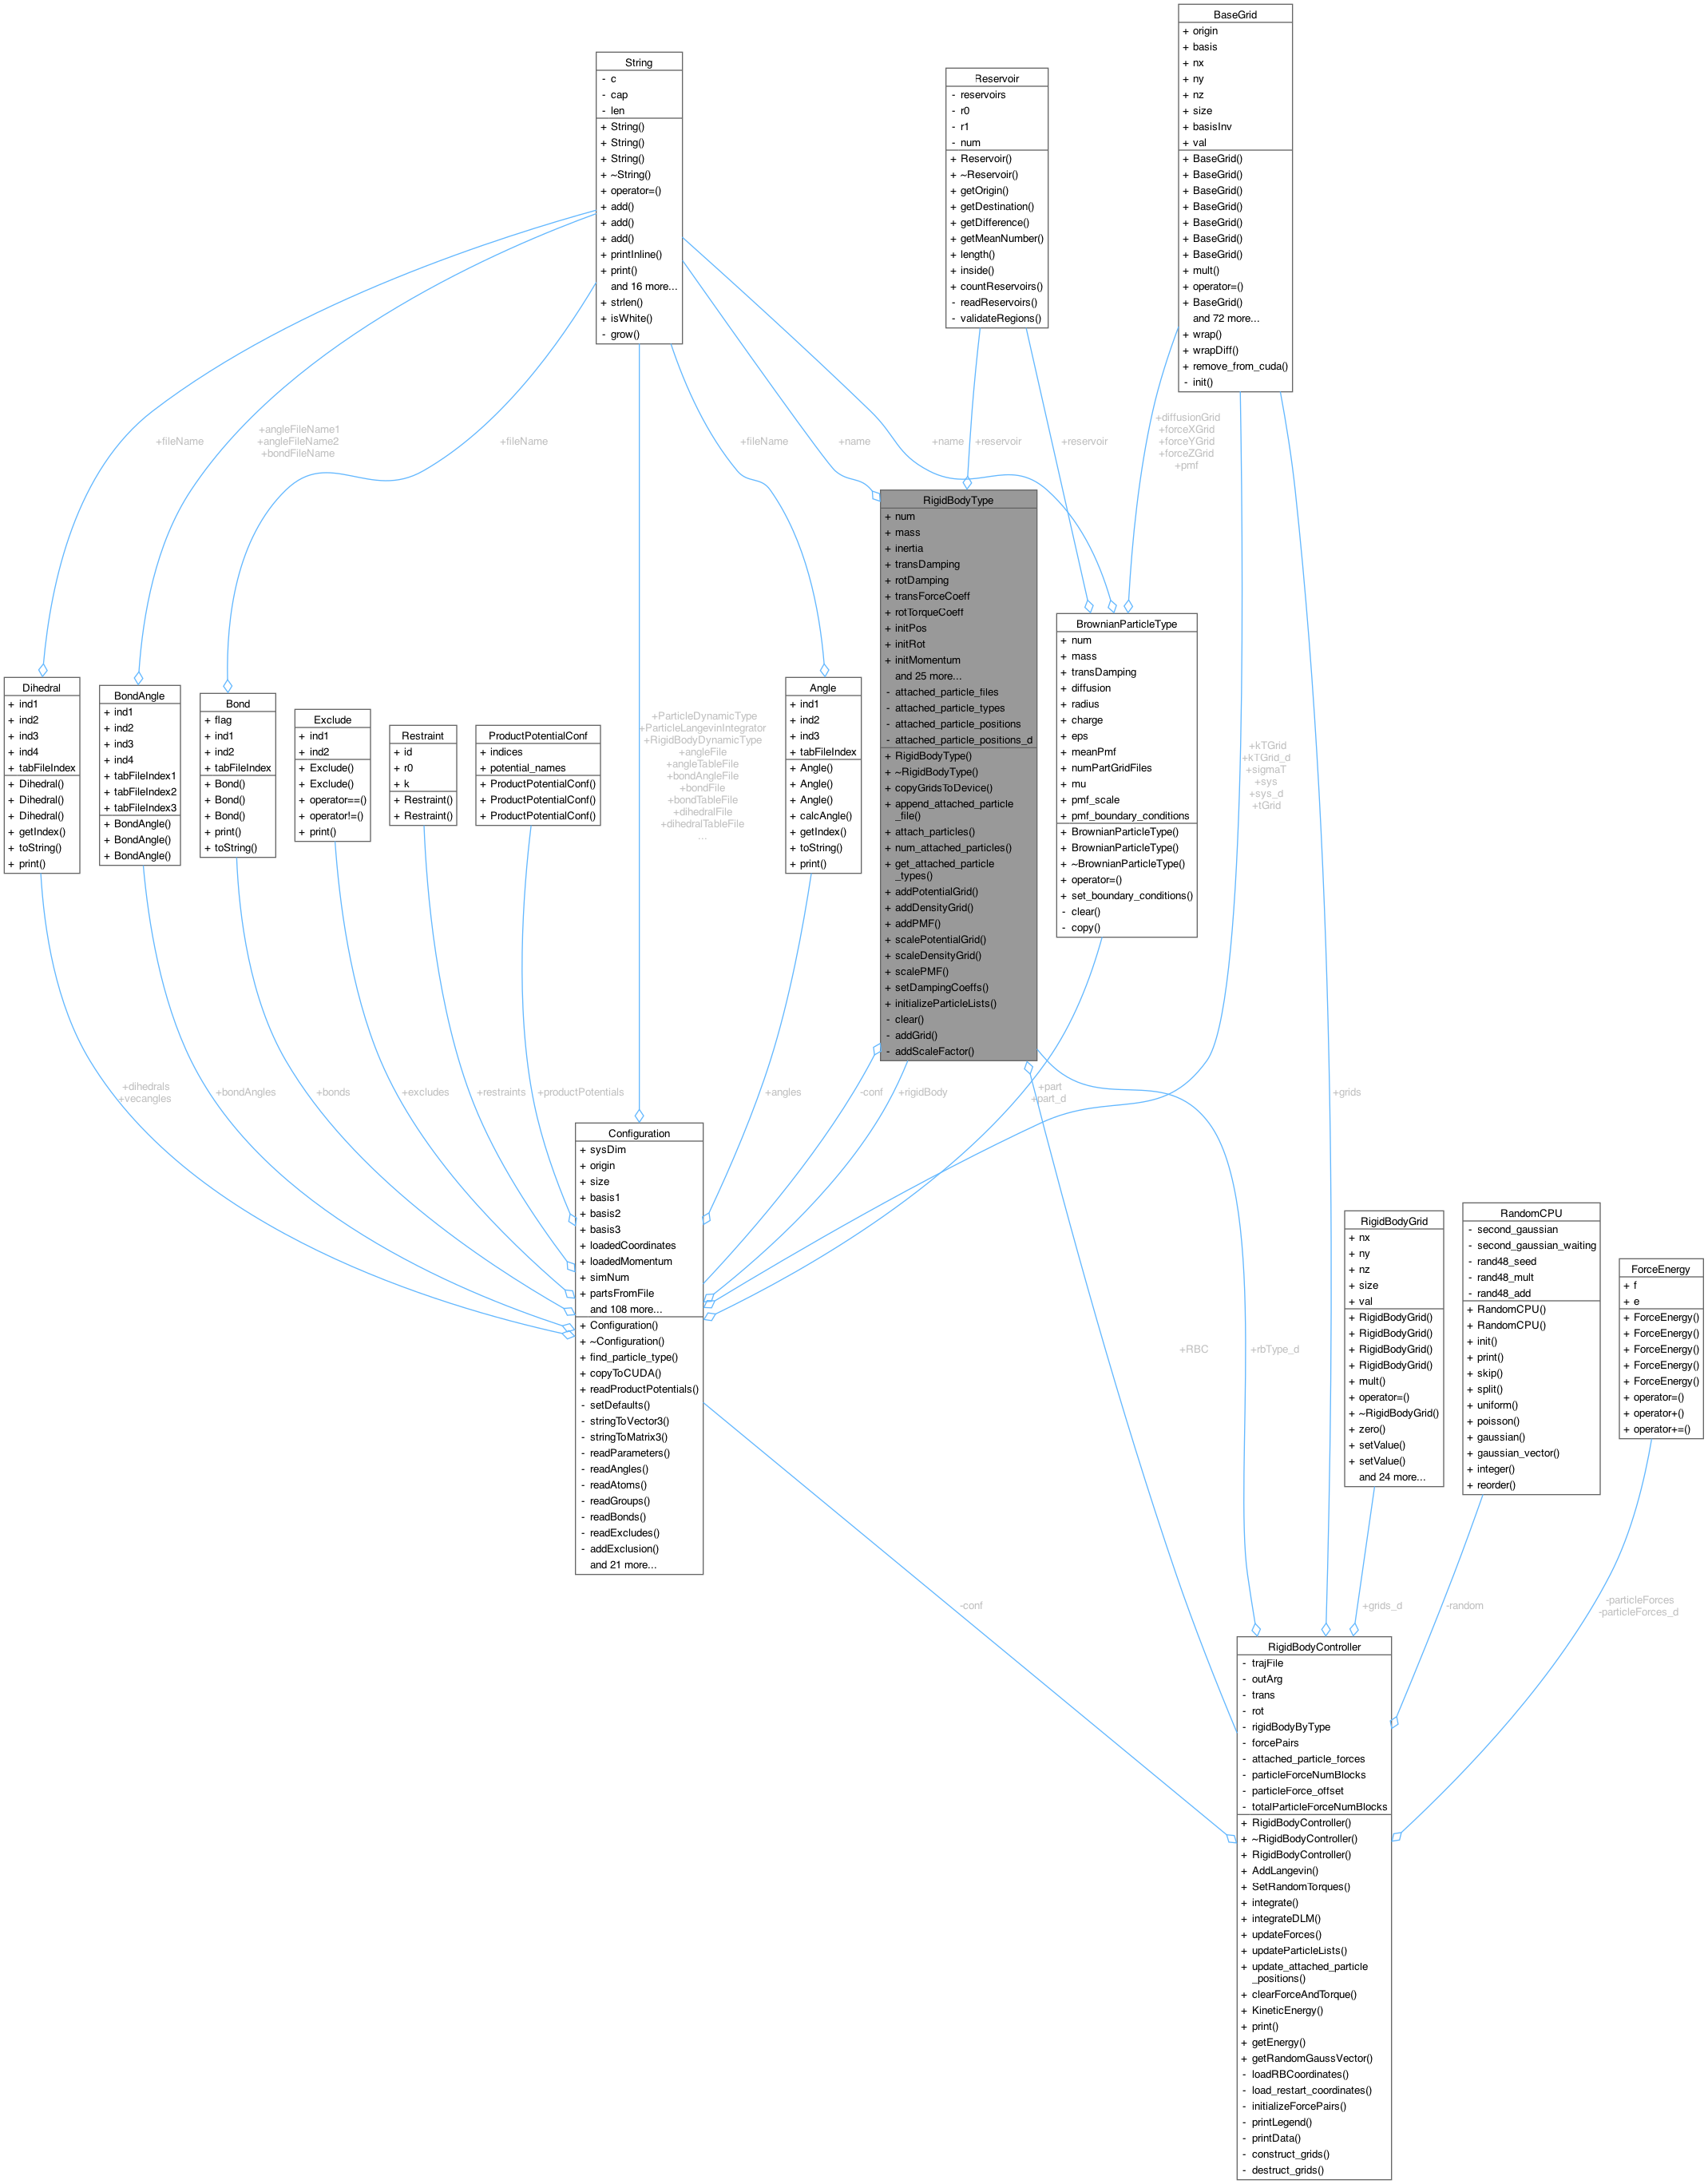 BaseGrid
+ origin
+ basis
+ nx
+ ny
+ nz
+ size
+ basisInv
+ val
+ BaseGrid()
+ BaseGrid()
+ BaseGrid()
+ BaseGrid()
+ BaseGrid()
+ BaseGrid()
+ BaseGrid()
+ mult()
+ operator=()
+ BaseGrid()
and 72 more...
+ wrap()
+ wrapDiff()
+ remove_from_cuda()
- init()
String
- c
- cap
- len
+ String()
+ String()
+ String()
+ ~String()
+ operator=()
+ add()
+ add()
+ add()
+ printInline()
+ print()
and 16 more...
+ strlen()
+ isWhite()
- grow()
Reservoir
- reservoirs
- r0
- r1
- num
+ Reservoir()
+ ~Reservoir()
+ getOrigin()
+ getDestination()
+ getDifference()
+ getMeanNumber()
+ length()
+ inside()
+ countReservoirs()
- readReservoirs()
- validateRegions()
+fileName
+angleFileName1
+angleFileName2
+bondFileName
+fileName
+fileName
+name
+name
+reservoir
+reservoir
+diffusionGrid
+forceXGrid
+forceYGrid
+forceZGrid
+pmf
RigidBodyType
+ num
+ mass
+ inertia
+ transDamping
+ rotDamping
+ transForceCoeff
+ rotTorqueCoeff
+ initPos
+ initRot
+ initMomentum
and 25 more...
- attached_particle_files
- attached_particle_types
- attached_particle_positions
- attached_particle_positions_d
+ RigidBodyType()
+ ~RigidBodyType()
+ copyGridsToDevice()
+ append_attached_particle
_file()
+ attach_particles()
+ num_attached_particles()
+ get_attached_particle
_types()
+ addPotentialGrid()
+ addDensityGrid()
+ addPMF()
+ scalePotentialGrid()
+ scaleDensityGrid()
+ scalePMF()
+ setDampingCoeffs()
+ initializeParticleLists()
- clear()
- addGrid()
- addScaleFactor()
BrownianParticleType
+ num
+ mass
+ transDamping
+ diffusion
+ radius
+ charge
+ eps
+ meanPmf
+ numPartGridFiles
+ mu
+ pmf_scale
+ pmf_boundary_conditions
+ BrownianParticleType()
+ BrownianParticleType()
+ ~BrownianParticleType()
+ operator=()
+ set_boundary_conditions()
- clear()
- copy()
Dihedral
+ ind1
+ ind2
+ ind3
+ ind4
+ tabFileIndex
+ Dihedral()
+ Dihedral()
+ Dihedral()
+ getIndex()
+ toString()
+ print()
BondAngle
+ ind1
+ ind2
+ ind3
+ ind4
+ tabFileIndex1
+ tabFileIndex2
+ tabFileIndex3
+ BondAngle()
+ BondAngle()
+ BondAngle()
Bond
+ flag
+ ind1
+ ind2
+ tabFileIndex
+ Bond()
+ Bond()
+ Bond()
+ print()
+ toString()
Exclude
+ ind1
+ ind2
+ Exclude()
+ Exclude()
+ operator==()
+ operator!=()
+ print()
Restraint
+ id
+ r0
+ k
+ Restraint()
+ Restraint()
ProductPotentialConf
+ indices
+ potential_names
+ ProductPotentialConf()
+ ProductPotentialConf()
+ ProductPotentialConf()
+ParticleDynamicType
+ParticleLangevinIntegrator
+RigidBodyDynamicType
+angleFile
+angleTableFile
+bondAngleFile
+bondFile
+bondTableFile
+dihedralFile
+dihedralTableFile
...
Angle
+ ind1
+ ind2
+ ind3
+ tabFileIndex
+ Angle()
+ Angle()
+ Angle()
+ calcAngle()
+ getIndex()
+ toString()
+ print()
+kTGrid
+kTGrid_d
+sigmaT
+sys
+sys_d
+tGrid
+dihedrals
+vecangles
+bondAngles
+bonds
+excludes
+restraints
+productPotentials
+angles
-conf
+rigidBody
+part
+part_d
+grids
Configuration
+ sysDim
+ origin
+ size
+ basis1
+ basis2
+ basis3
+ loadedCoordinates
+ loadedMomentum
+ simNum
+ partsFromFile
and 108 more...
+ Configuration()
+ ~Configuration()
+ find_particle_type()
+ copyToCUDA()
+ readProductPotentials()
- setDefaults()
- stringToVector3()
- stringToMatrix3()
- readParameters()
- readAngles()
- readAtoms()
- readGroups()
- readBonds()
- readExcludes()
- addExclusion()
and 21 more...
+RBC
+rbType_d
RigidBodyGrid
+ nx
+ ny
+ nz
+ size
+ val
+ RigidBodyGrid()
+ RigidBodyGrid()
+ RigidBodyGrid()
+ RigidBodyGrid()
+ mult()
+ operator=()
+ ~RigidBodyGrid()
+ zero()
+ setValue()
+ setValue()
and 24 more...
RandomCPU
- second_gaussian
- second_gaussian_waiting
- rand48_seed
- rand48_mult
- rand48_add
+ RandomCPU()
+ RandomCPU()
+ init()
+ print()
+ skip()
+ split()
+ uniform()
+ poisson()
+ gaussian()
+ gaussian_vector()
+ integer()
+ reorder()
ForceEnergy
+ f
+ e
+ ForceEnergy()
+ ForceEnergy()
+ ForceEnergy()
+ ForceEnergy()
+ ForceEnergy()
+ operator=()
+ operator+()
+ operator+=()
-conf
+grids_d
-random
-particleForces
-particleForces_d
RigidBodyController
- trajFile
- outArg
- trans
- rot
- rigidBodyByType
- forcePairs
- attached_particle_forces
- particleForceNumBlocks
- particleForce_offset
- totalParticleForceNumBlocks
+ RigidBodyController()
+ ~RigidBodyController()
+ RigidBodyController()
+ AddLangevin()
+ SetRandomTorques()
+ integrate()
+ integrateDLM()
+ updateForces()
+ updateParticleLists()
+ update_attached_particle
_positions()
+ clearForceAndTorque()
+ KineticEnergy()
+ print()
+ getEnergy()
+ getRandomGaussVector()
- loadRBCoordinates()
- load_restart_coordinates()
- initializeForcePairs()
- printLegend()
- printData()
- construct_grids()
- destruct_grids()